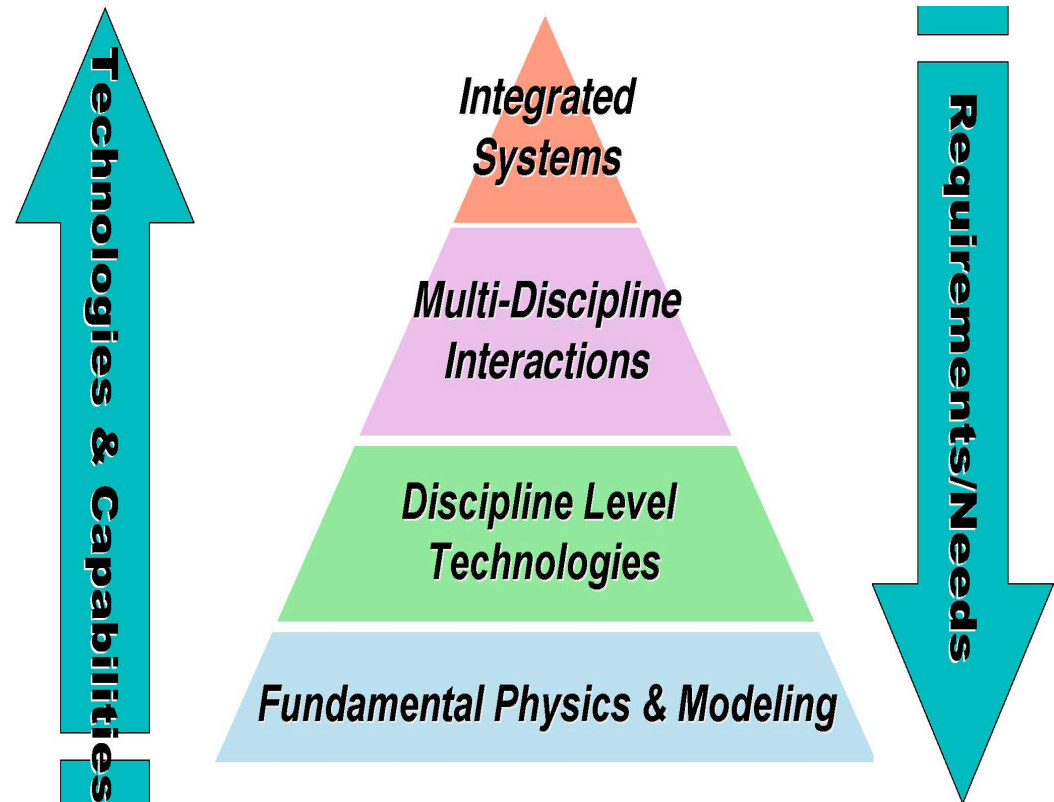 Technologies & Capabilities
Integrated
Systems
Multi-Discipline
Interactions
Discipline Level
Technologies
Fundamental Physics & Modeling
Requirements/Needs